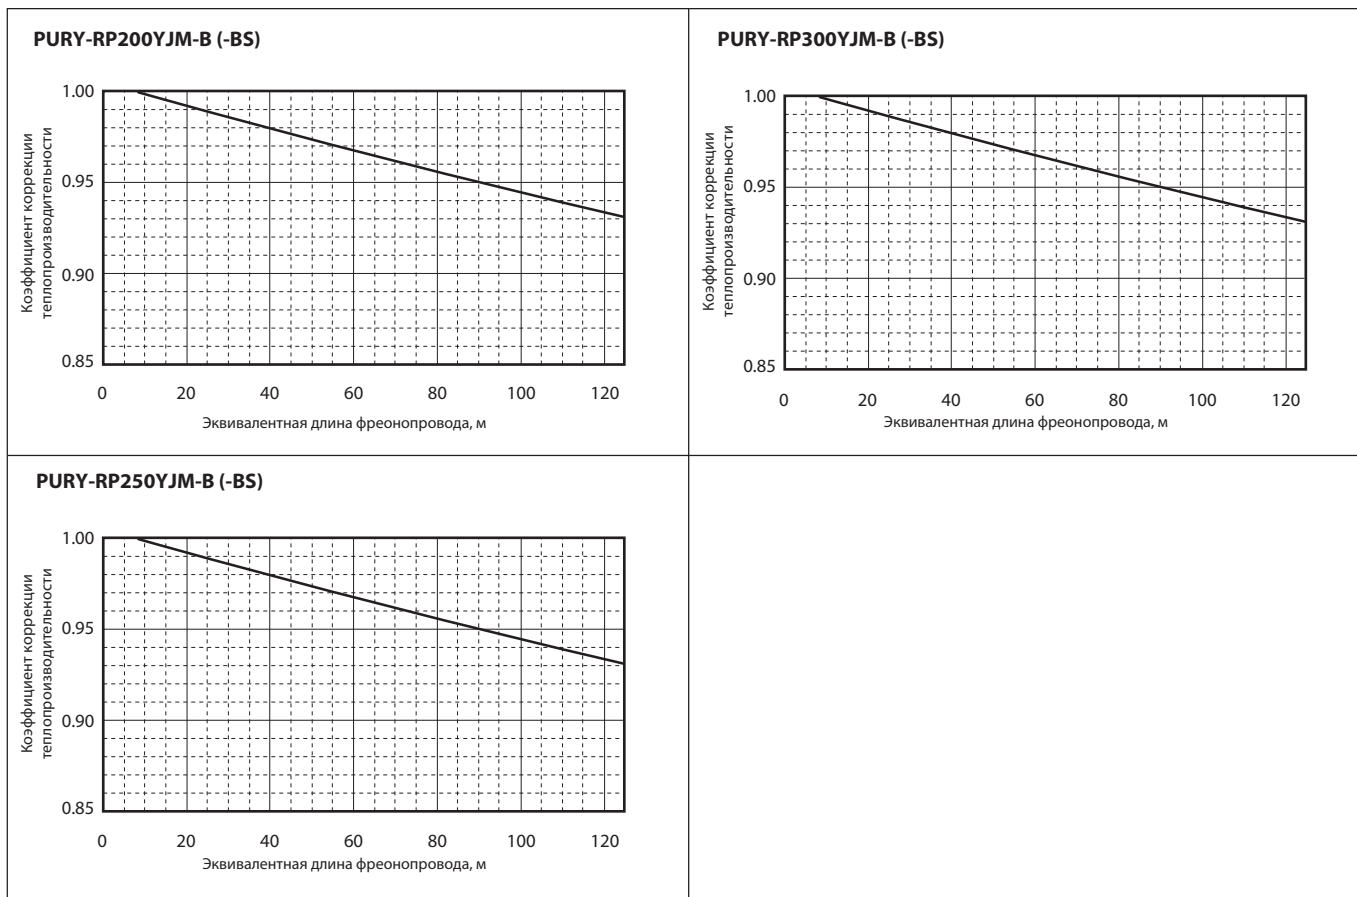 PURY-RP200YJM-B (-BS)
Коэффициент коррекции
теплопроизводительности
1.00
0.95
0.90
0.85
0 20 40 60 80 100 120
Эквивалентная длина фреонопровода, м
PURY-RP300YJM-B (-BS)
Коэффициент коррекции
теплопроизводительности
1.00
0.95
0.90
0.85
0 20 40 60 80 100 120
Эквивалентная длина фреонопровода, м
PURY-RP250YJM-B (-BS)
Коэффициент коррекции
теплопроизводительности
1.00
0.95
0.90
0.85
0 20 40 60 80 100 120
Эквивалентная длина фреонопровода, м